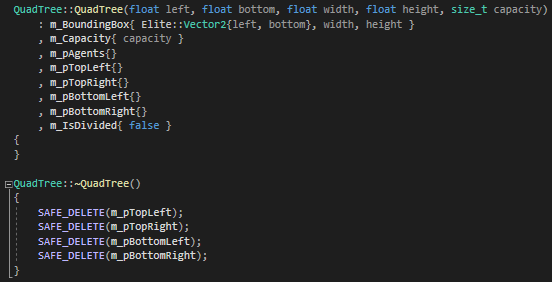 QuadTree::QuadTree(float left, float bottom, float width, float height, size_t capacity)
    : m_BoundingBox{ Elite::Vector2{left, bottom}, width, height }
    , m_Capacity{ capacity }
    , m_pAgents{}
    , m_pTopLeft{}
    , m_pTopRight{}
    , m_pBottomLeft{}
    , m_pBottomRight{}
    , m_IsDivided{ false }
{
}
QuadTree::~QuadTree()
{
    SAFE_DELETE(m_pTopLeft);
    SAFE_DELETE(m_pTopRight);
    SAFE_DELETE(m_pBottomLeft);
    SAFE_DELETE(m_pBottomRight);
}